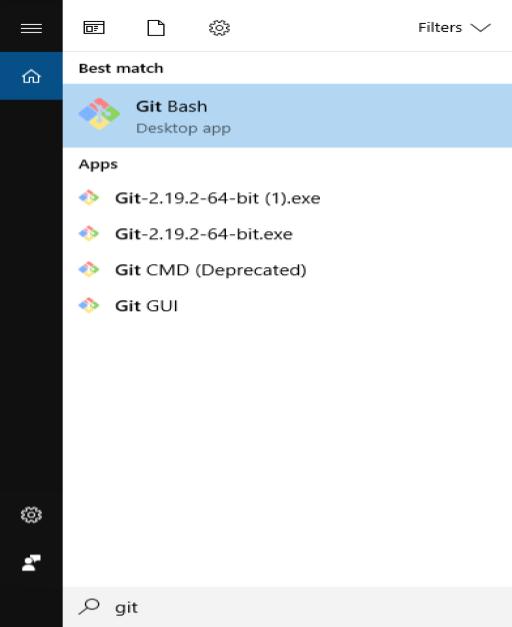 Filters
Best match
Git Bash
Desktop app
Apps
Git-2.19.2-64-bit (1).exe
Git-2.19.2-64-bit.exe
Git CMD (Deprecated)
Git GUI
git